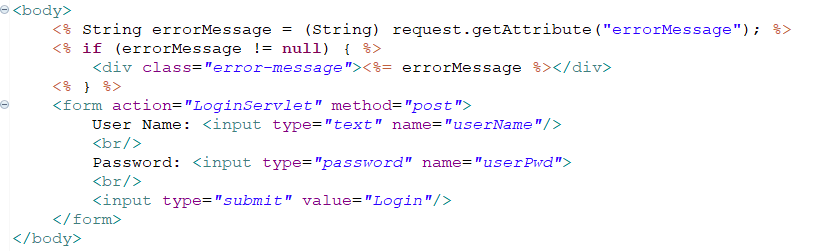 <body>
<% String errorMessage = (String) request.getAttribute("errorMessage"); %>
<% if (errorMessage != null) { %>
<div class="error-message"><%= errorMessage %></div>
<% } %>
<form action="LoginServlet" method="post">
User Name: <input type="text" name="userName"/>
<br/>
Password: <input type="password" name="userPwd">
<br/>
<input type="submit" value="Login"/>
</form>
</body>